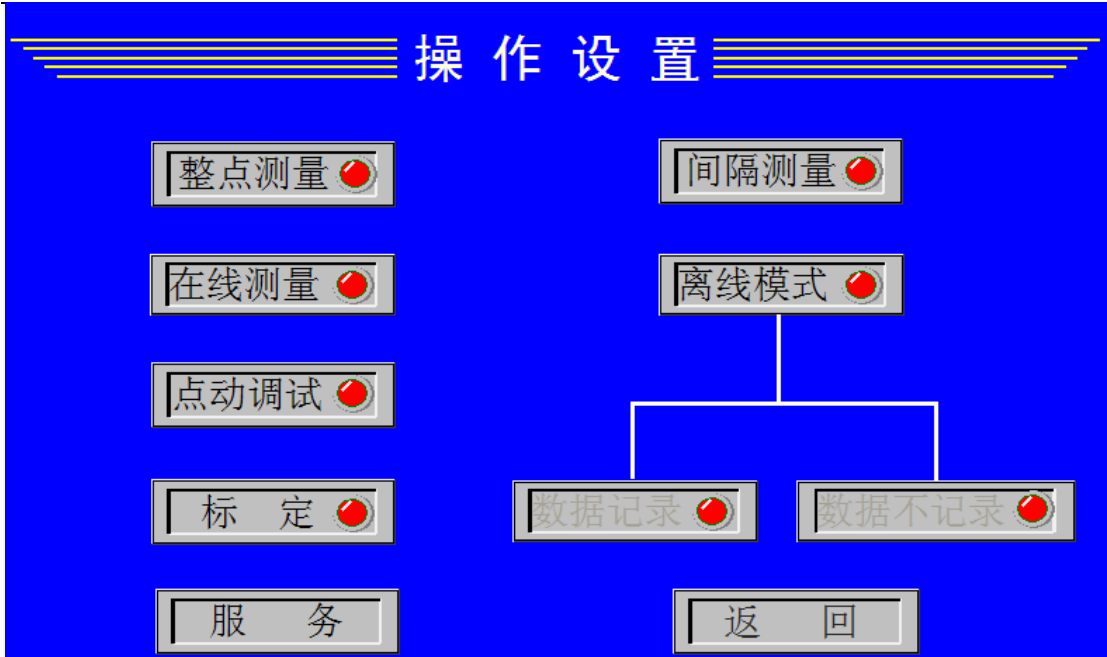 操 作 设 置
整点测量
间隔测量
在线测量
离线模式
点动调试
标 定
数据记录
数据不记录
服 务
返 回